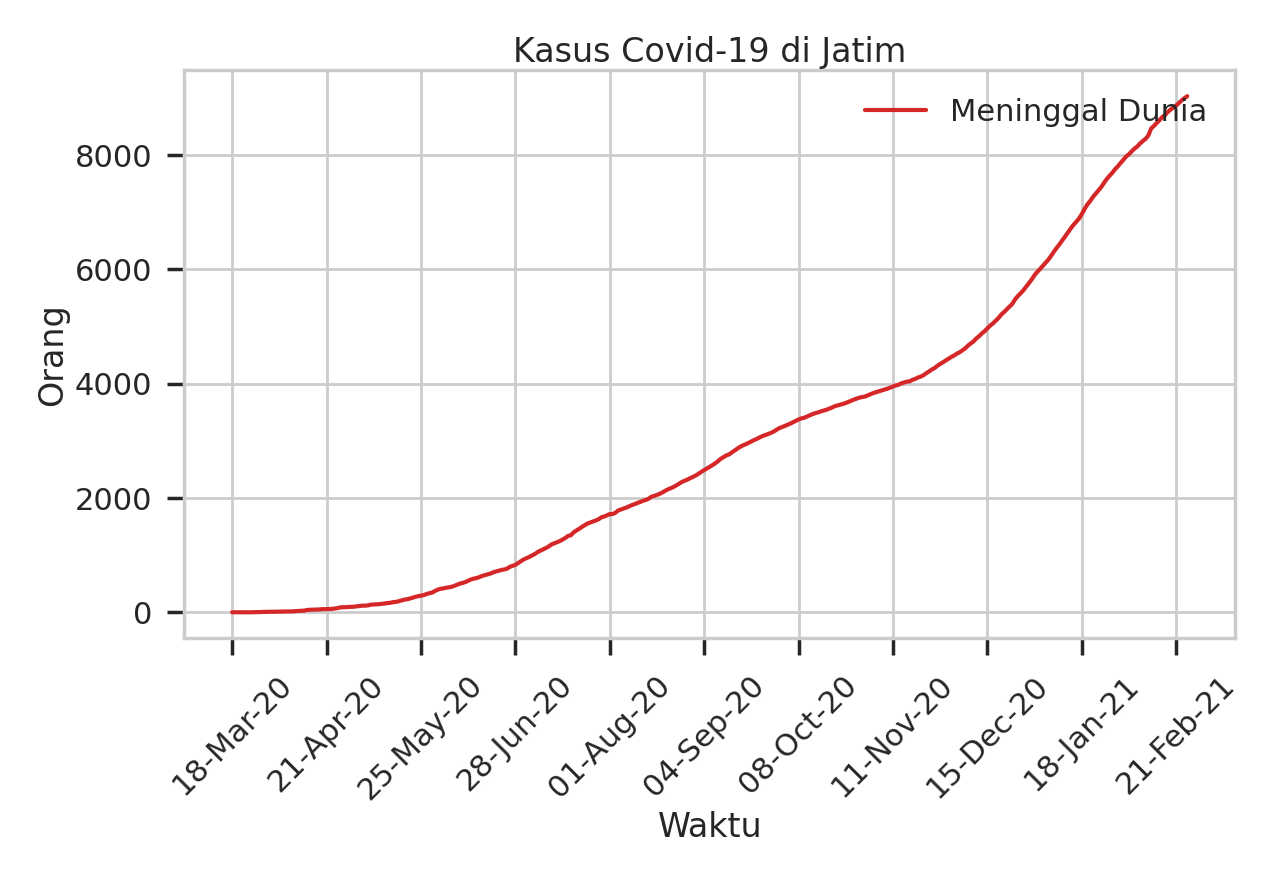 Kasus Covid-19 di Jatim
Meninggal Dunia
8000
6000
4000
2000
0
Orang
18-Mar-20
21-Apr-20
25-May-20
28-Jun-20
01-Aug-20
04-Sep-20
08-Oct-20
11-Nov-20
15-Dec-20
18-Jan-21
21-Feb-21
Waktu